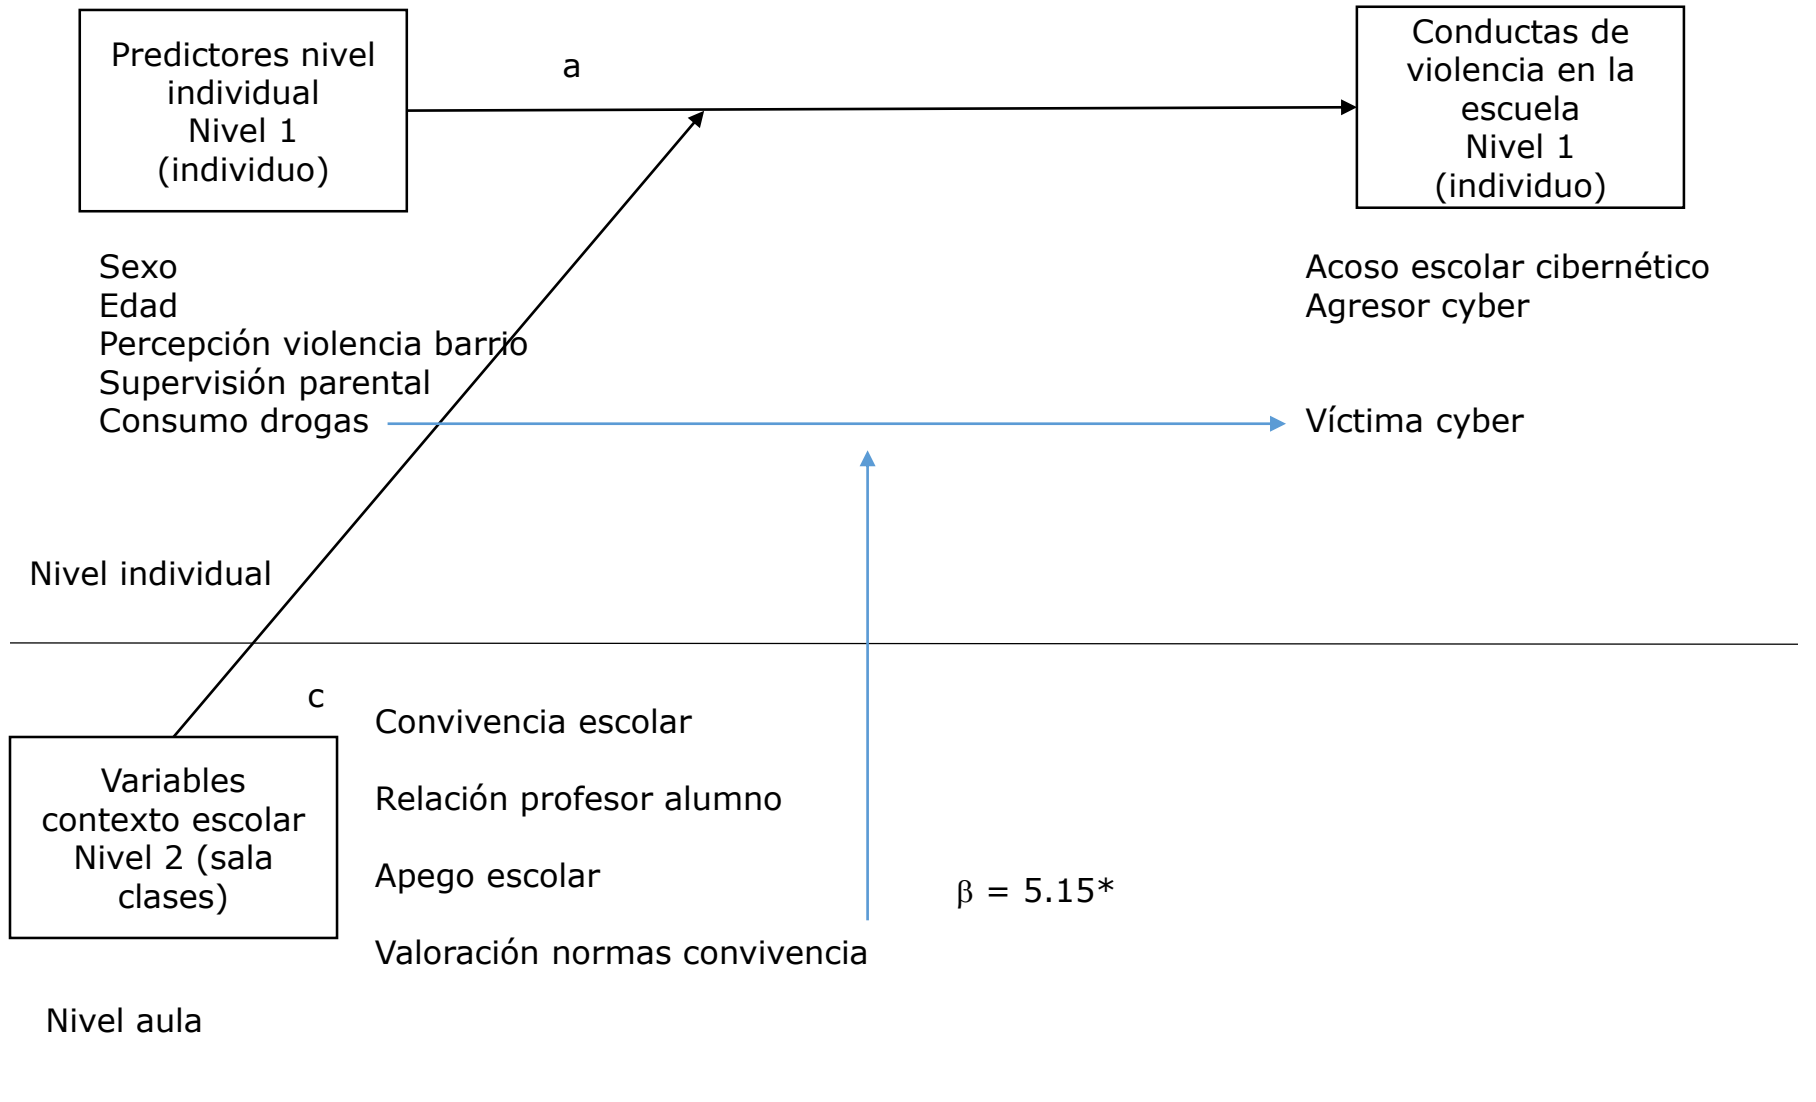 Predictores nivel
individual
Nivel 1
(individuo)
a
Conductas de
violencia en la
escuela
Nivel 1
(individuo)
Sexo
Edad
Percepción violencia barrio
Supervisión parental
Consumo drogas
Acoso escolar cibernético
Agresor cyber
Víctima cyber
Nivel individual
c
Variables
contexto escolar
Nivel 2 (sala
clases)
Convivencia escolar
Relación profesor alumno
Apego escolar
Valoración normas convivencia
β = 5.15*
Nivel aula